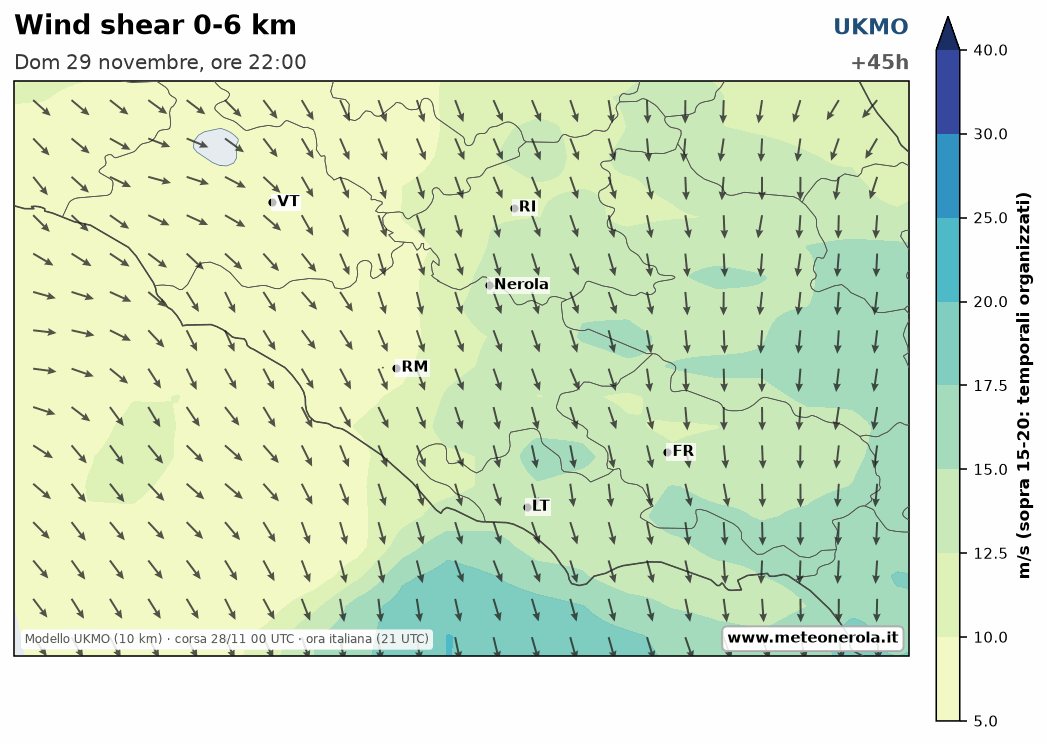 Wind shear 0-6 km
UKMO
Dom 29 novembre, ore 22:00
+45h
40.0
30.0
25.0
20.0
17.5
15.0
12.5
10.0
5.0
m/s (sopra 15-20: temporali organizzati)
VT
RI
Nerola
RM
FR
LT
Modello UKMO (10 km) · corsa 28/11 00 UTC · ora italiana (21 UTC)
www.meteonerola.it